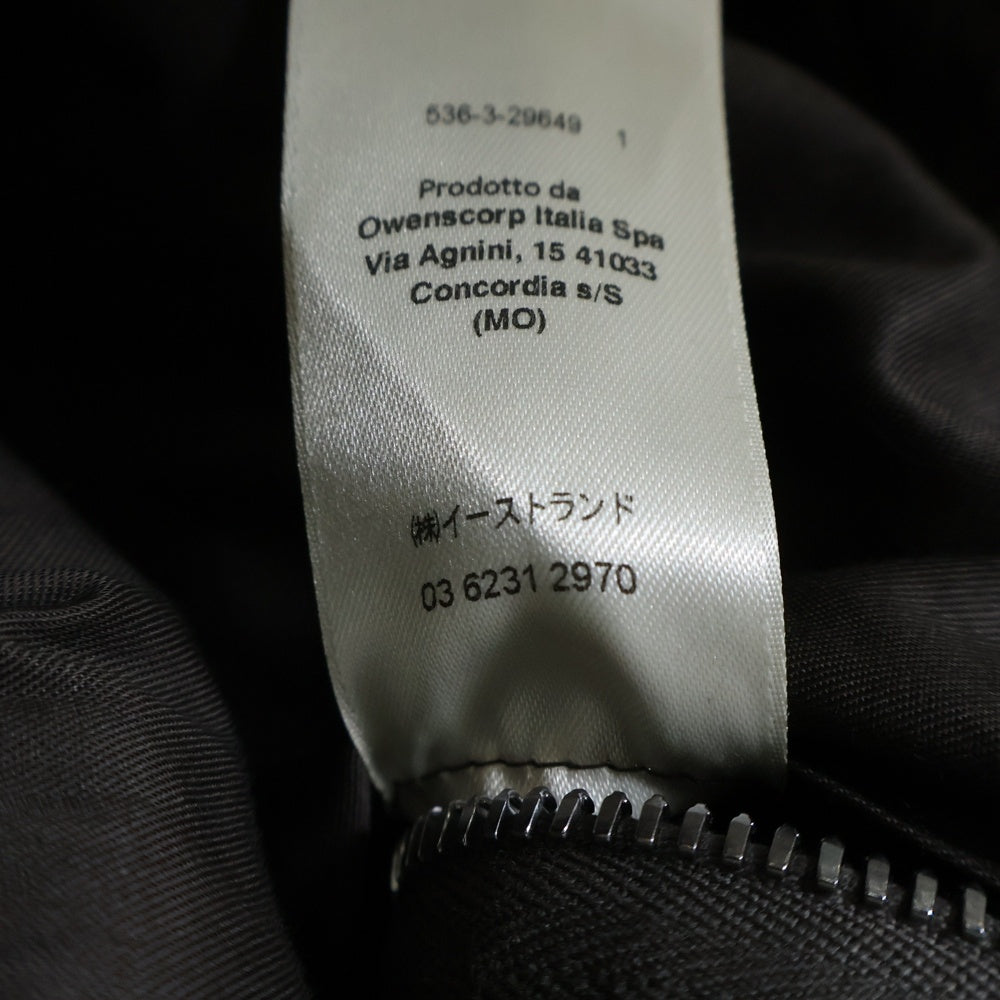 536-3-29649 1
Prodotto da
Owenscorp Italia Spa
Via Agnini, 15 41033
Concordia s/S
(MO)
㈱イーストランド
03 6231 2970